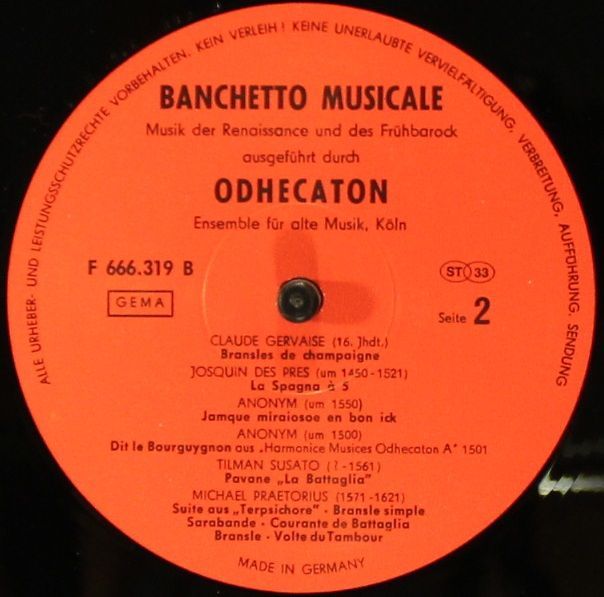 ALLE URHEBER- UND LEISTUNGSSCHUTZRECHTE VORBEHALTEN. KEIN VERLEIH! KEINE UNERLAUBTE VERVIELFÄLTIGUNG, VERBREITUNG, AUFFÜHRUNG, SENDUNG
BANCHETTO MUSICALE
Musik der Renaissance und des Frühbarock
ausgeführt durch
ODHECATON
Ensemble für alte Musik, Köln
F 666.319 B
ST 33
GEMA
Seite 2
CLAUDE GERVAISE (16. Jhdt.)
Bransles de champaigne
JOSQUIN DES PRES (um 1450-1521)
La Spagna à 5
ANONYM (um 1550)
Jamque miraiosoe en bon ick
ANONYM (um 1500)
Dit le Bourguygnon aus „Harmonice Musices Odhecaton A" 1501
TILMAN SUSATO (? - 1561)
Pavane „La Battaglia"
MICHAEL PRAETORIUS (1571 - 1621)
Suite aus „Terpsichore" - Bransle simple
Sarabande - Courante de Battaglia
Bransle - Volte du Tambour
MADE IN GERMANY